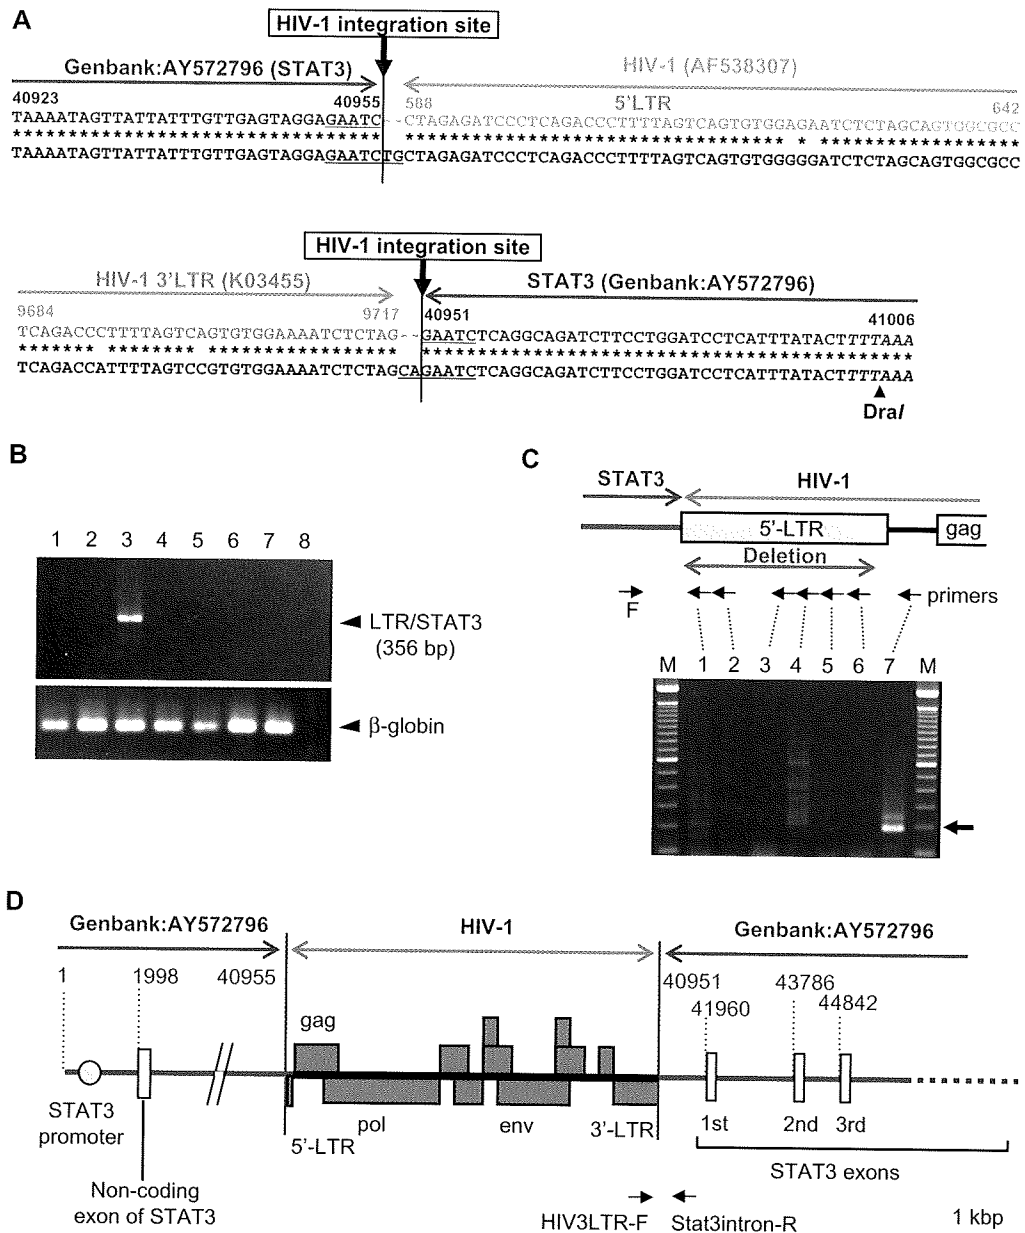 A
HIV-1 integration site
Genbank:AY572796 (STAT3)
HIV-1 (AF538307)
40923
40955
588
5'LTR
642
TAAAATAGTTATTATTTGTTGAGTAGGAGAATC--CTAGAGATCCCTCAGACCCTTTTAGTCAGTGTGGAGAATCTCTAGCAGTGGCGCC
********************************* ****************************** * ********************
TAAAATAGTTATTATTTGTTGAGTAGGAGAATCTGCTAGAGATCCCTCAGACCCTTTTAGTCAGTGTGGGGGATCTCTAGCAGTGGCGCC
HIV-1 integration site
HIV-1 3'LTR (K03455)
STAT3 (Genbank:AY572796)
9684
9717
40951
41006
TCAGACCCTTTTAGTCAGTGTGGAAAATCTCTAG--GAATCTCAGGCAGATCTTCCTGGATCCTCATTTATACTTTTAAA
******* ******** ***************** ********************************************
TCAGACCATTTTAGTCCGTGTGGAAAATCTCTAGCAGAATCTCAGGCAGATCTTCCTGGATCCTCATTTATACTTTTAAA
DraI
B
1 2 3 4 5 6 7 8
LTR/STAT3
(356 bp)
β-globin
C
STAT3
HIV-1
5'-LTR
gag
Deletion
F
primers
M 1 2 3 4 5 6 7 M
D
Genbank:AY572796
HIV-1
Genbank:AY572796
1
1998
40955
40951
43786
41960
44842
gag
STAT3
promoter
pol
env
5'-LTR
3'-LTR
1st
2nd
3rd
STAT3 exons
Non-coding
exon of STAT3
HIV3LTR-F
Stat3intron-R
1 kbp